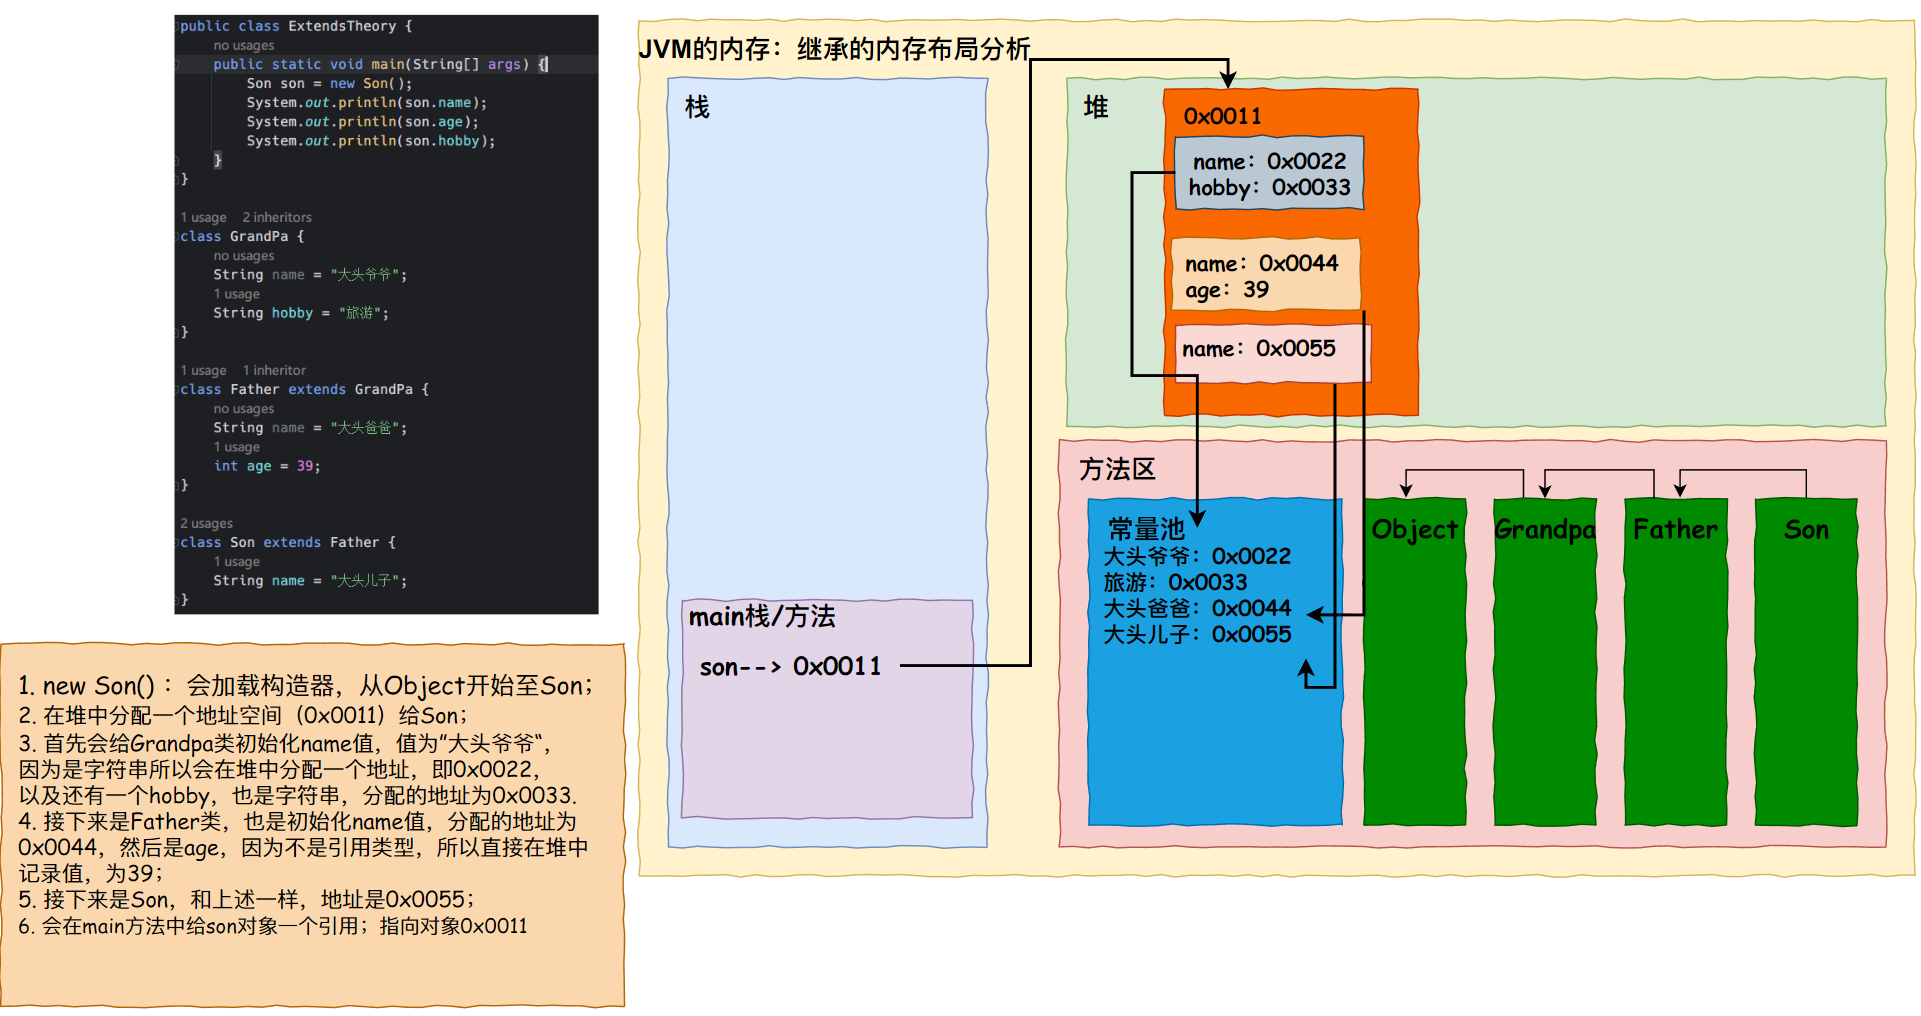 public class ExtendsTheory {
no usages
public static void main(String[] args) {
Son son = new Son();
System.out.println(son.name);
System.out.println(son.age);
System.out.println(son.hobby);
}
}
1 usage 2 inheritors
class GrandPa {
no usages
String name = "大头爷爷";
1 usage
String hobby = "旅游";
}
1 usage 1 inheritor
class Father extends GrandPa {
no usages
String name = "大头爸爸";
1 usage
int age = 39;
}
2 usages
class Son extends Father {
1 usage
String name = "大头儿子";
}
1. new Son() ：会加载构造器，从Object开始至Son；
2. 在堆中分配一个地址空间（0x0011）给Son；
3. 首先会给Grandpa类初始化name值，值为”大头爷爷“，
因为是字符串所以会在堆中分配一个地址，即0x0022，
以及还有一个hobby，也是字符串，分配的地址为0x0033.
4. 接下来是Father类，也是初始化name值，分配的地址为
0x0044，然后是age，因为不是引用类型，所以直接在堆中
记录值，为39；
5. 接下来是Son，和上述一样，地址是0x0055；
6. 会在main方法中给son对象一个引用；指向对象0x0011
JVM的内存：继承的内存布局分析
栈
main栈/方法
son--> 0x0011
堆
0x0011
name：0x0022
hobby：0x0033
name：0x0044
age：39
name：0x0055
方法区
常量池
大头爷爷：0x0022
旅游：0x0033
大头爸爸：0x0044
大头儿子：0x0055
Object
Grandpa
Father
Son